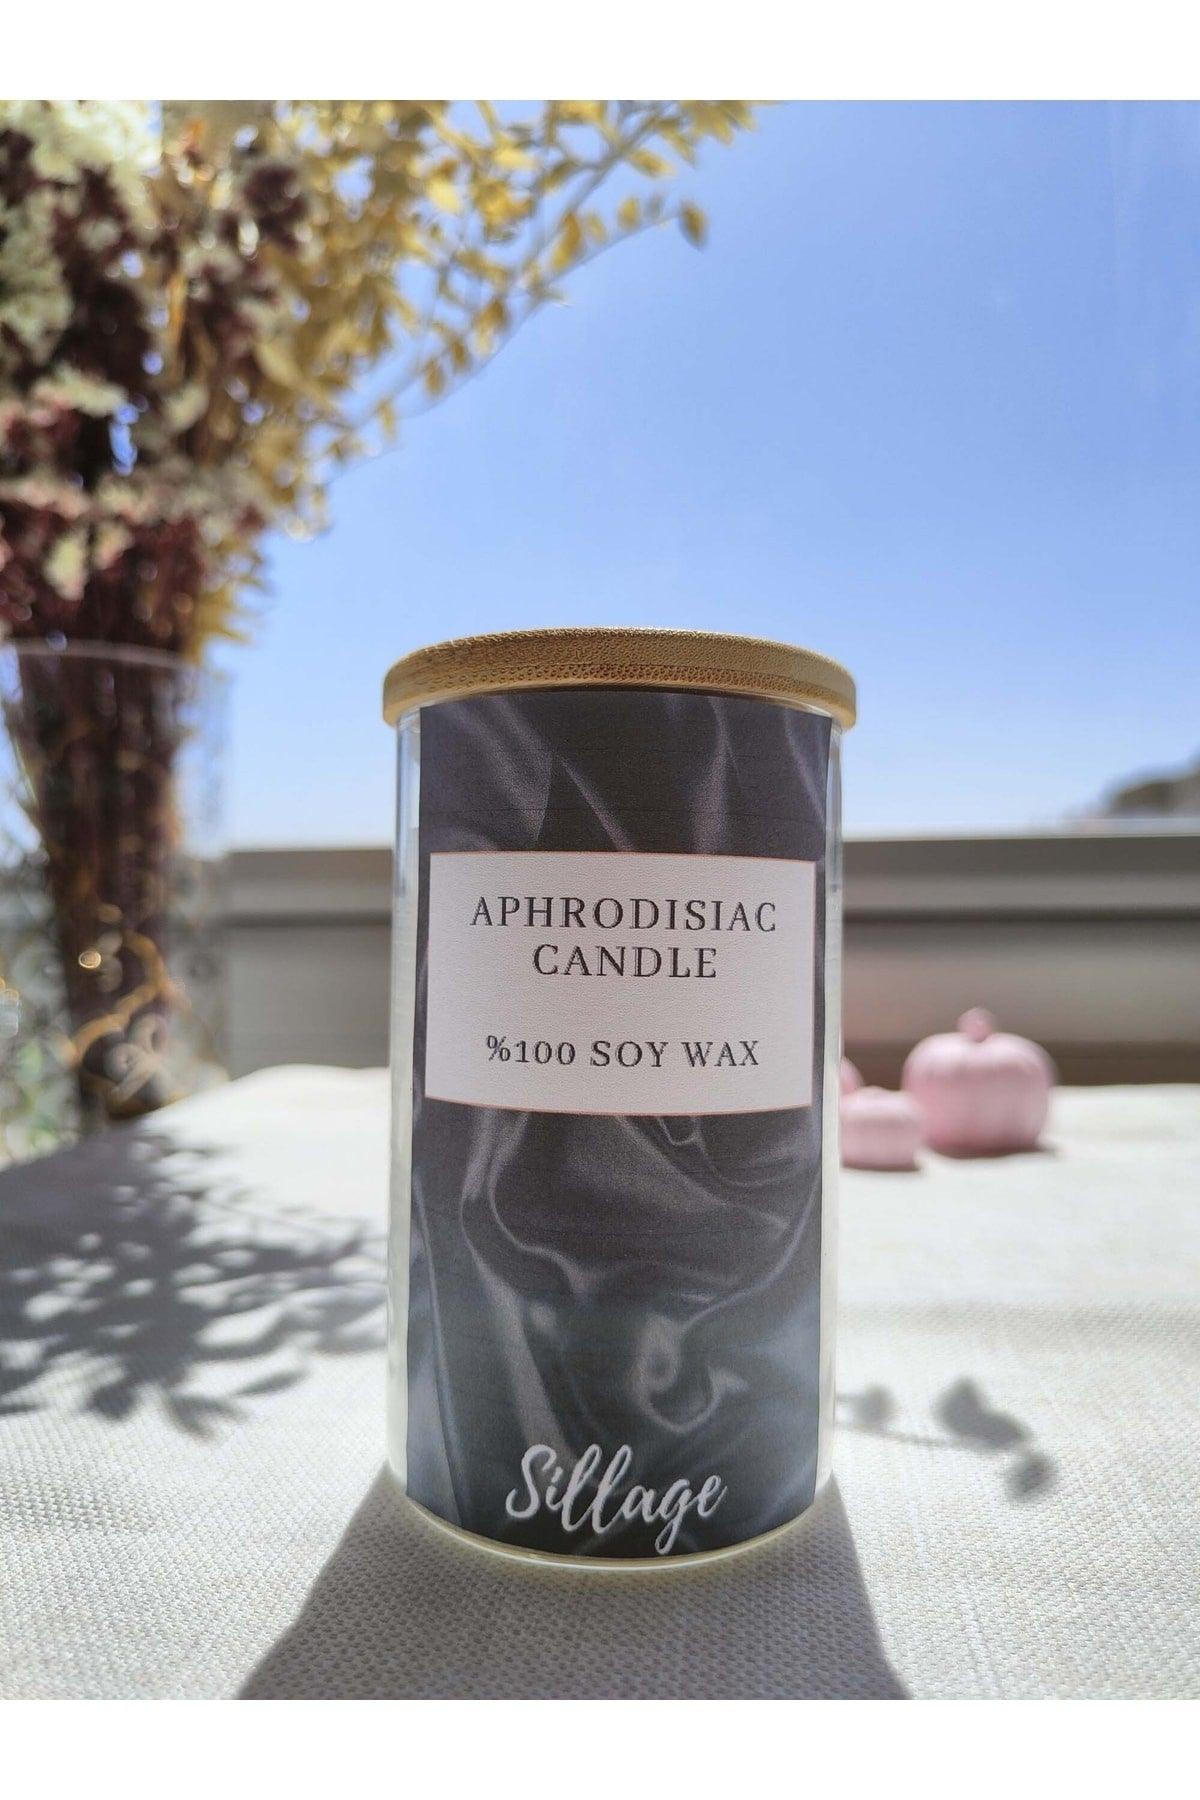 APHRODISIAC
CANDLE
%100 SOY WAX
Sillage